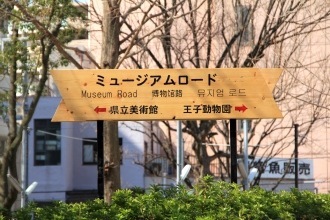 ミュージアムロード
Museum Road 博物馆路 뮤지엄 로드
←県立美術館 王子動物園→
魚販売